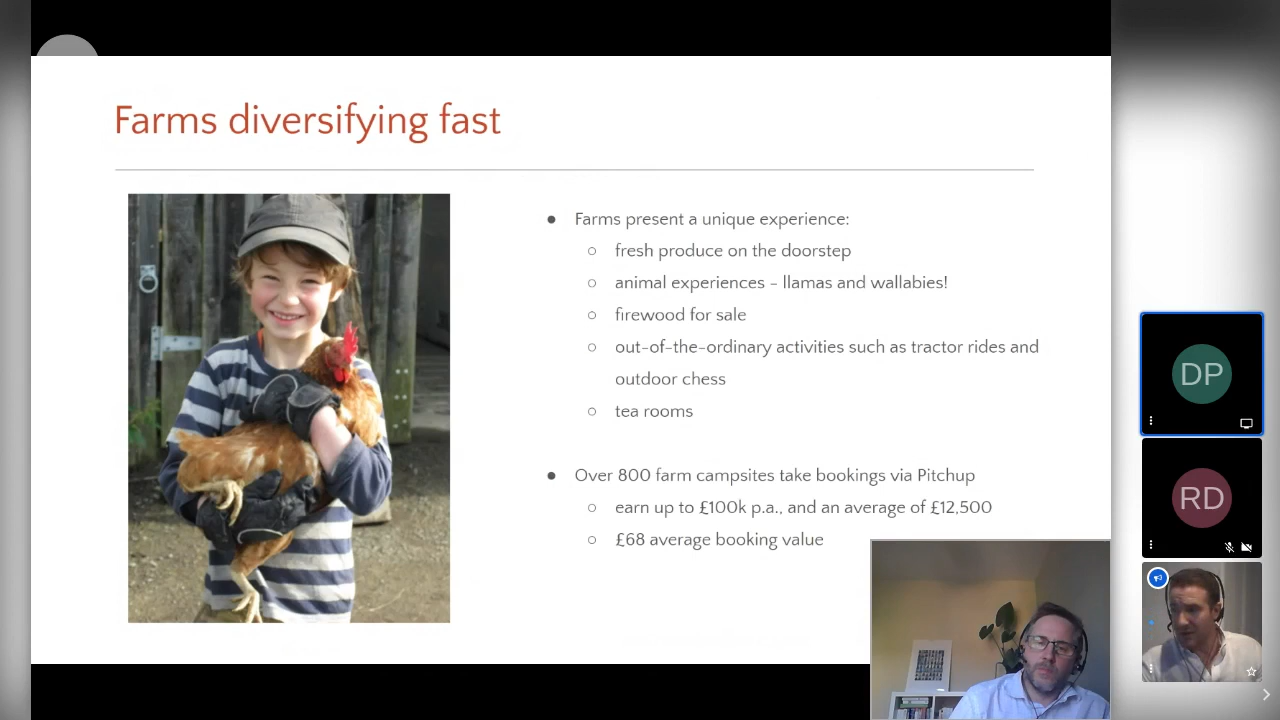 Farms diversifying fast
● Farms present a unique experience:
○ fresh produce on the doorstep
○ animal experiences - llamas and wallabies!
○ firewood for sale
○ out-of-the-ordinary activities such as tractor rides and
outdoor chess
○ tea rooms
● Over 800 farm campsites take bookings via Pitchup
○ earn up to £100k p.a., and an average of £12,500
○ £68 average booking value
DP
RD